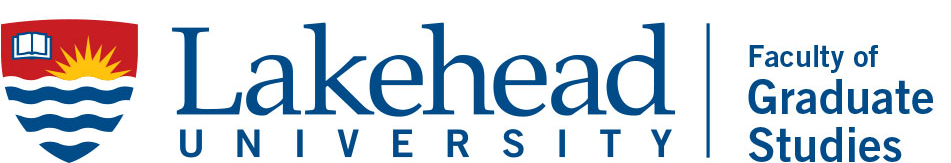 Lakehead
UNIVERSITY
Faculty of
Graduate
Studies